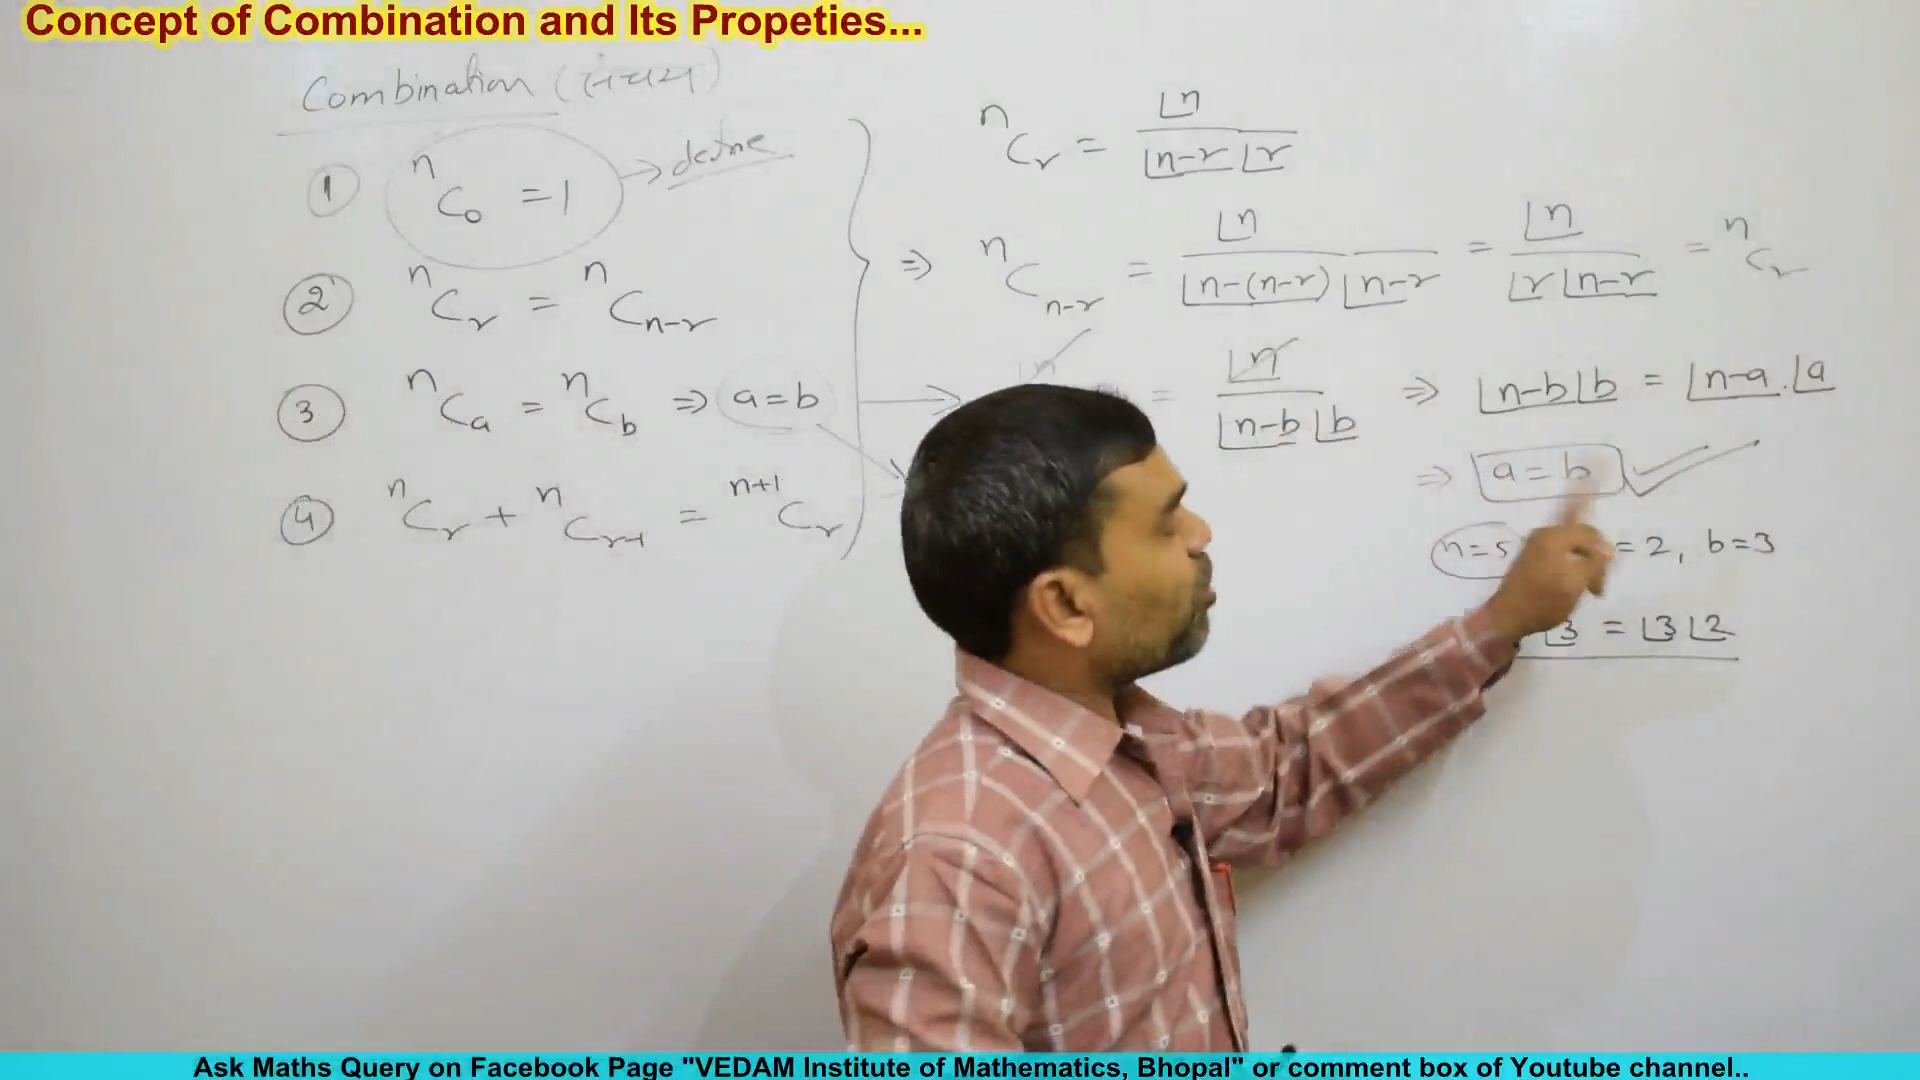 Concept of Combination and Its Propeties...
Combination (संचय)
① ⁿC₀ = 1 → define
② ⁿCᵣ = ⁿCₙ₋ᵣ
③ ⁿCₐ = ⁿC_b ⇒ a = b
④ ⁿCᵣ + ⁿCᵣ₋₁ = ⁿ⁺¹Cᵣ
ⁿCᵣ = ⌊n / ⌊n-r ⌊r
⇒ ⁿCₙ₋ᵣ = ⌊n / ⌊n-(n-r) ⌊n-r = ⌊n / ⌊r ⌊n-r = ⁿCᵣ
= ⌊n / ⌊n-b ⌊b ⇒ ⌊n-b ⌊b = ⌊n-a . ⌊a
⇒ a = b
n=5 =2, b=3
⌊3 = ⌊3 ⌊2
Ask Maths Query on Facebook Page "VEDAM Institute of Mathematics, Bhopal" or comment box of Youtube channel..